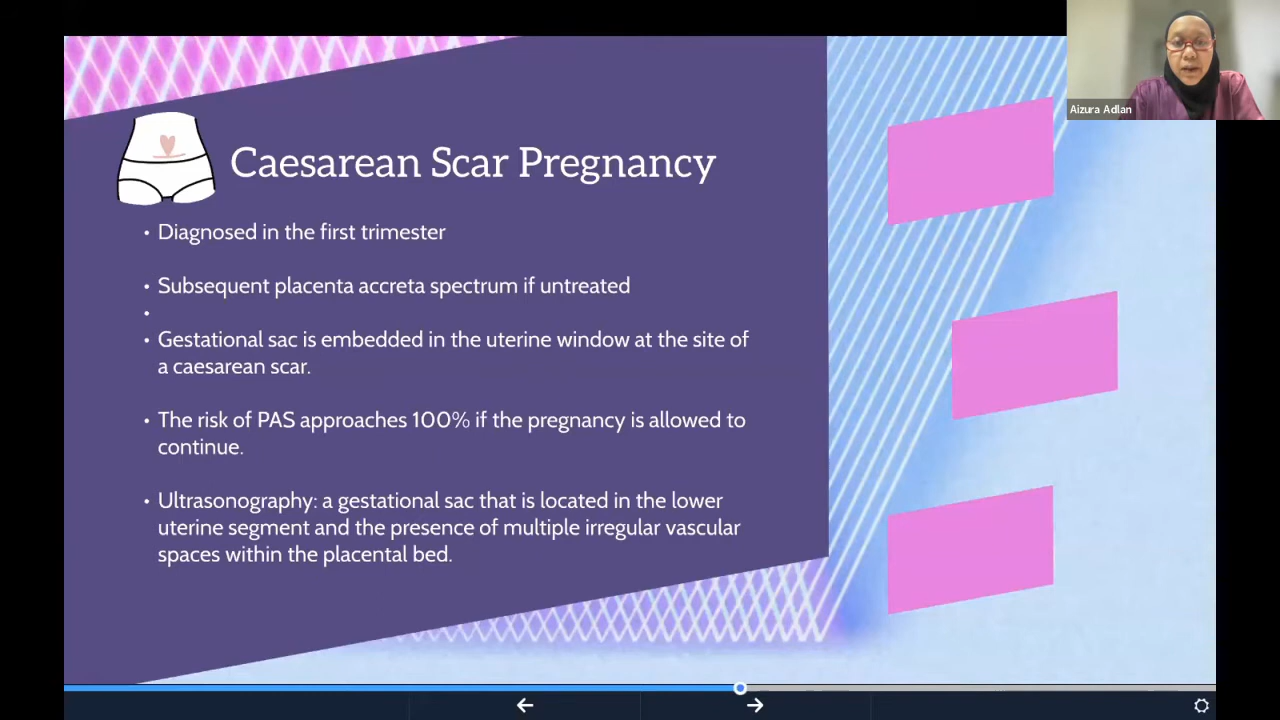 Aizura Adlan
Caesarean Scar Pregnancy
• Diagnosed in the first trimester
• Subsequent placenta accreta spectrum if untreated
•
• Gestational sac is embedded in the uterine window at the site of
a caesarean scar.
• The risk of PAS approaches 100% if the pregnancy is allowed to
continue.
• Ultrasonography: a gestational sac that is located in the lower
uterine segment and the presence of multiple irregular vascular
spaces within the placental bed.